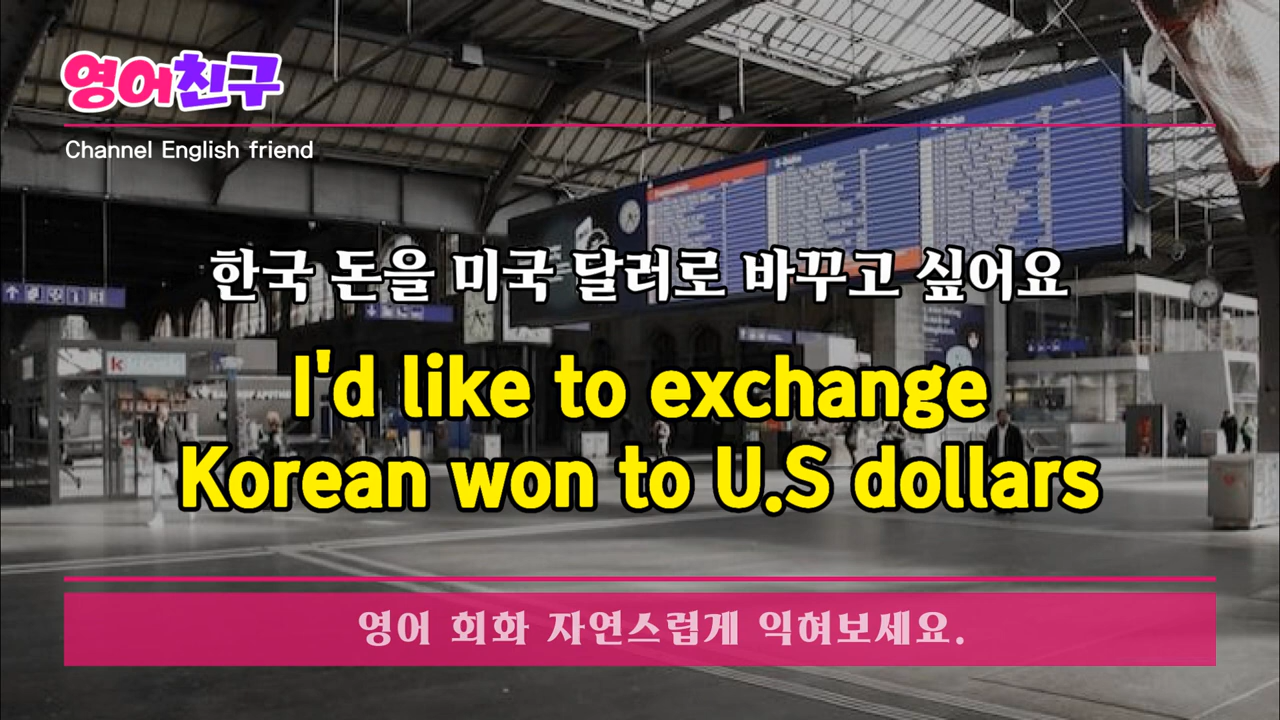 영어친구
Channel English friend
한국 돈을 미국 달러로 바꾸고 싶어요
I'd like to exchange
Korean won to U.S dollars
영어 회화 자연스럽게 익혀보세요.